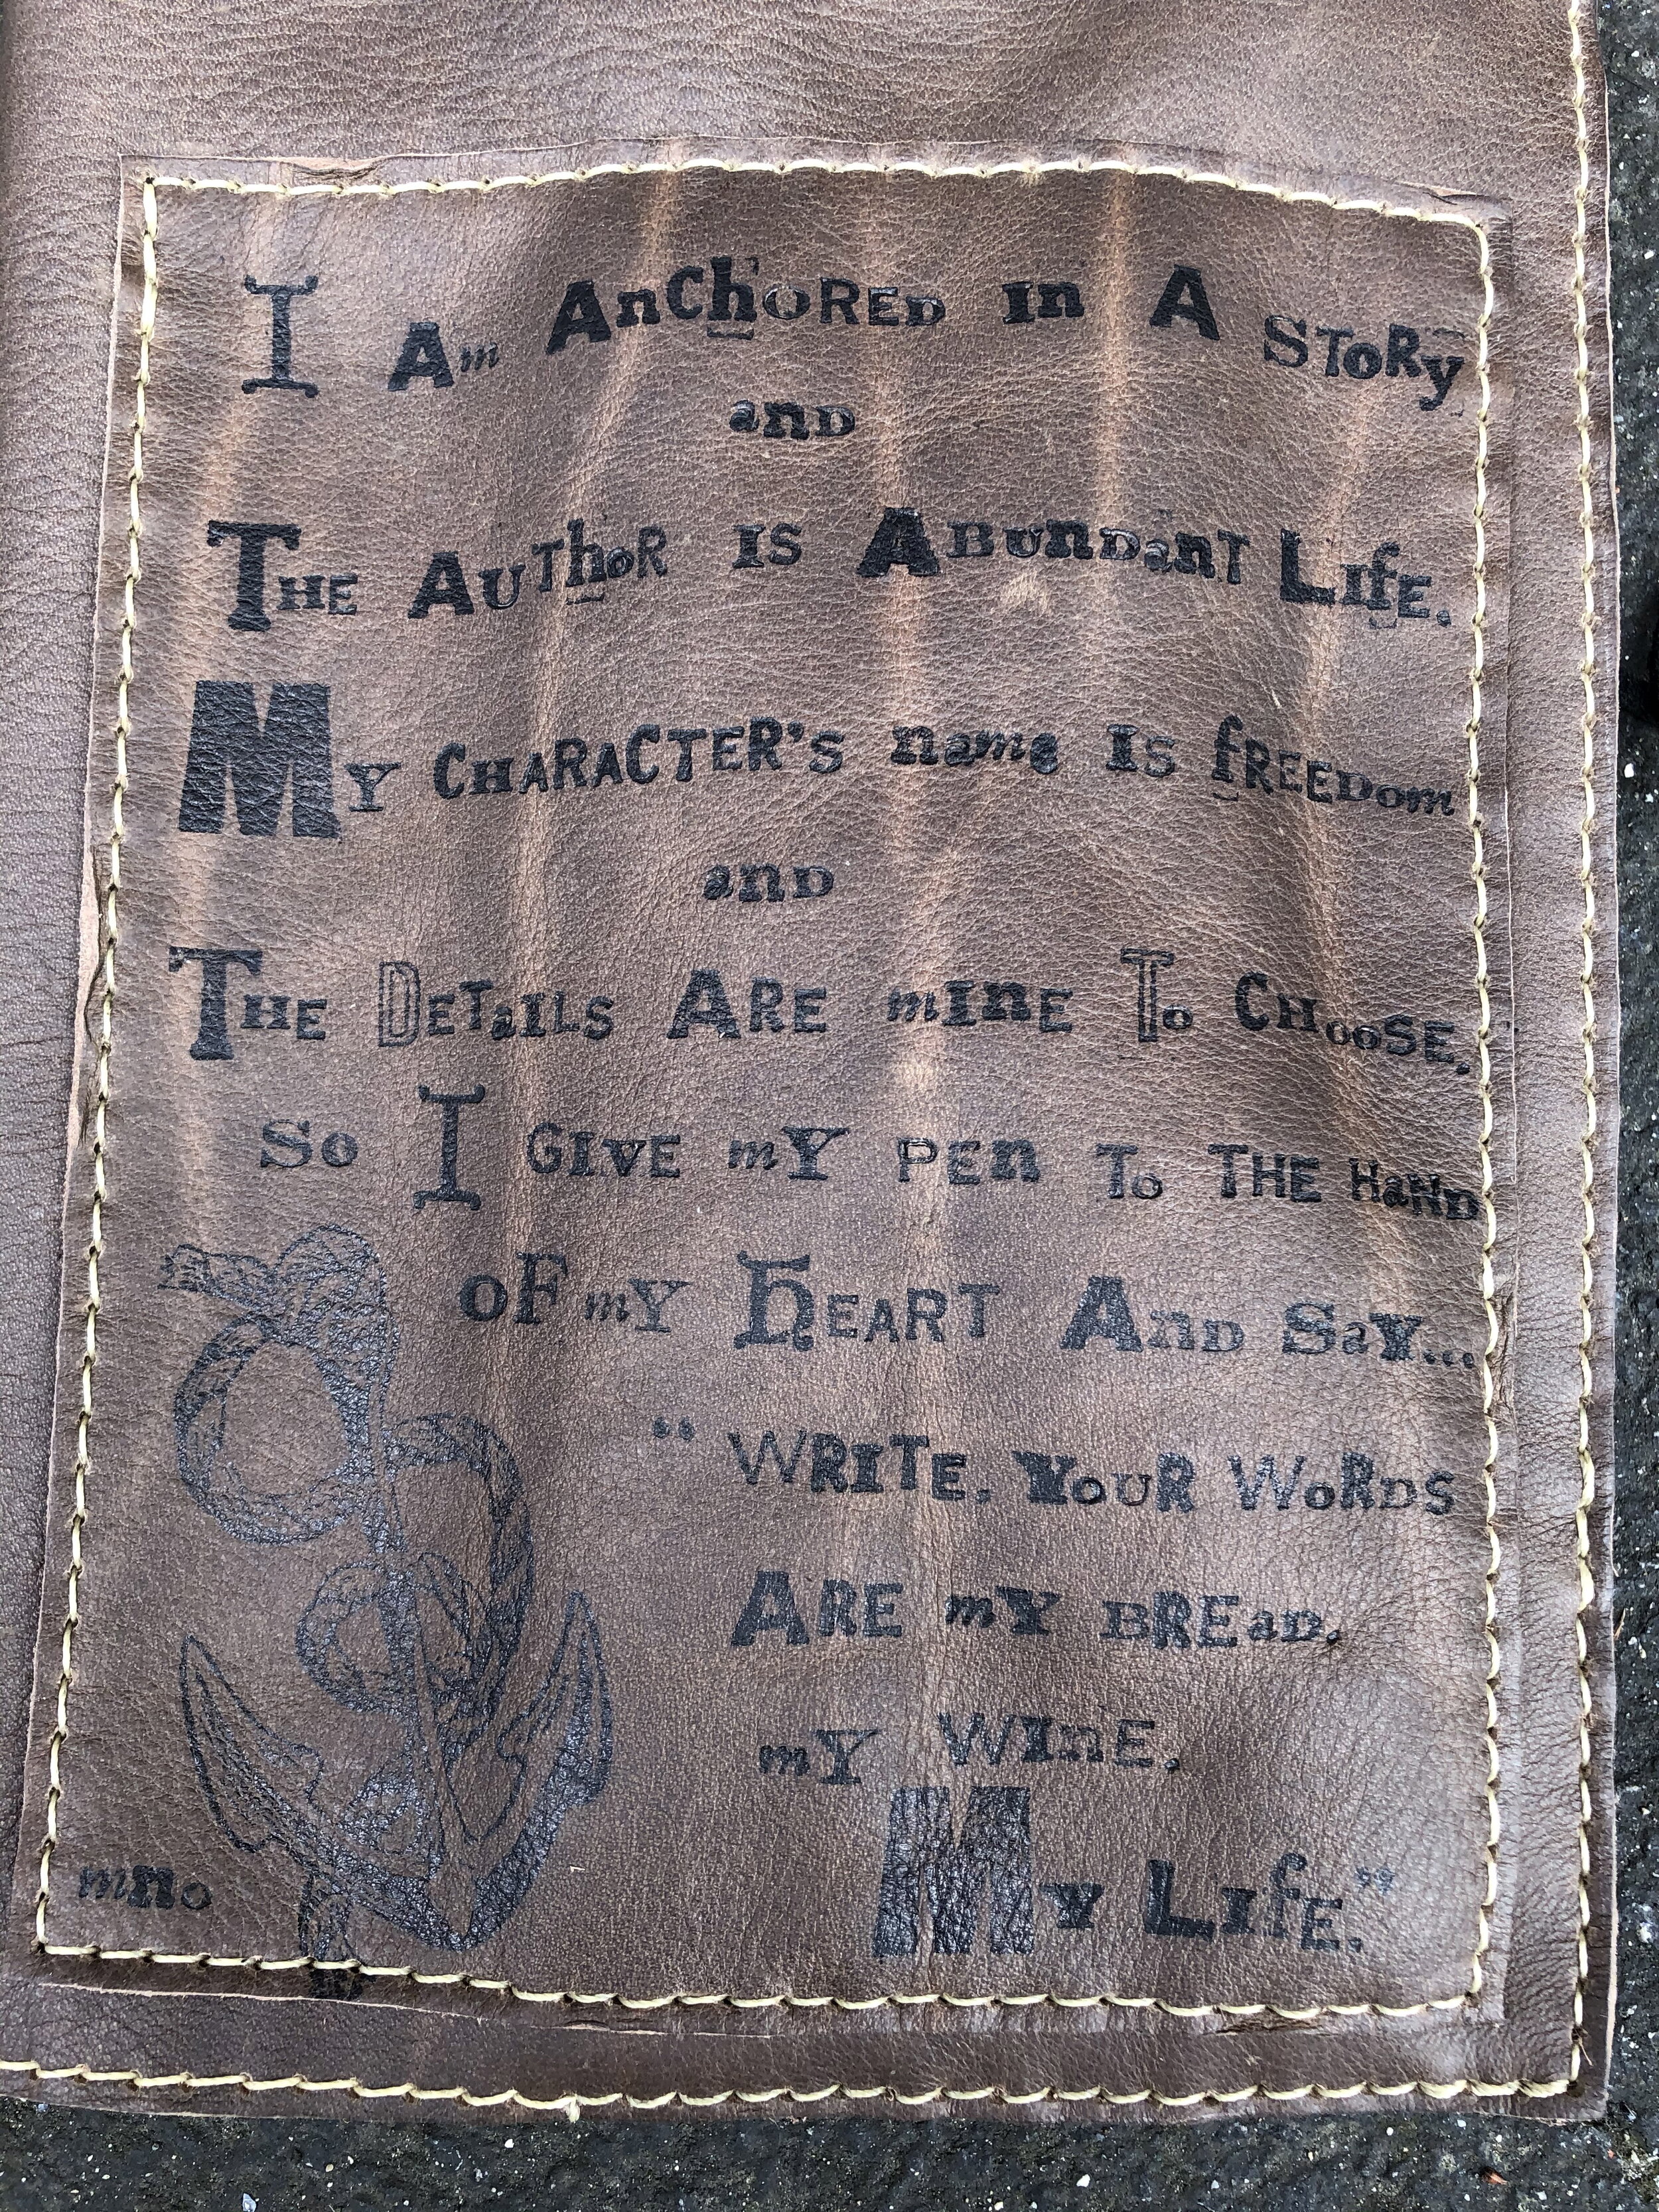 I Am AnchORED In A STORy
and
THE AuThoR IS ABunDanT LIfE.
My CHARACTER'S name IS fREEDom
and
THE DETaILS ARE mInE To CHooSE.
So I GIVE mY PEn To THE HaND
oF mY hEART AnD SaY...
"WRITE. YouR WoRDS
ARE mY BREaD,
mY WInE,
My LIfE."
mno